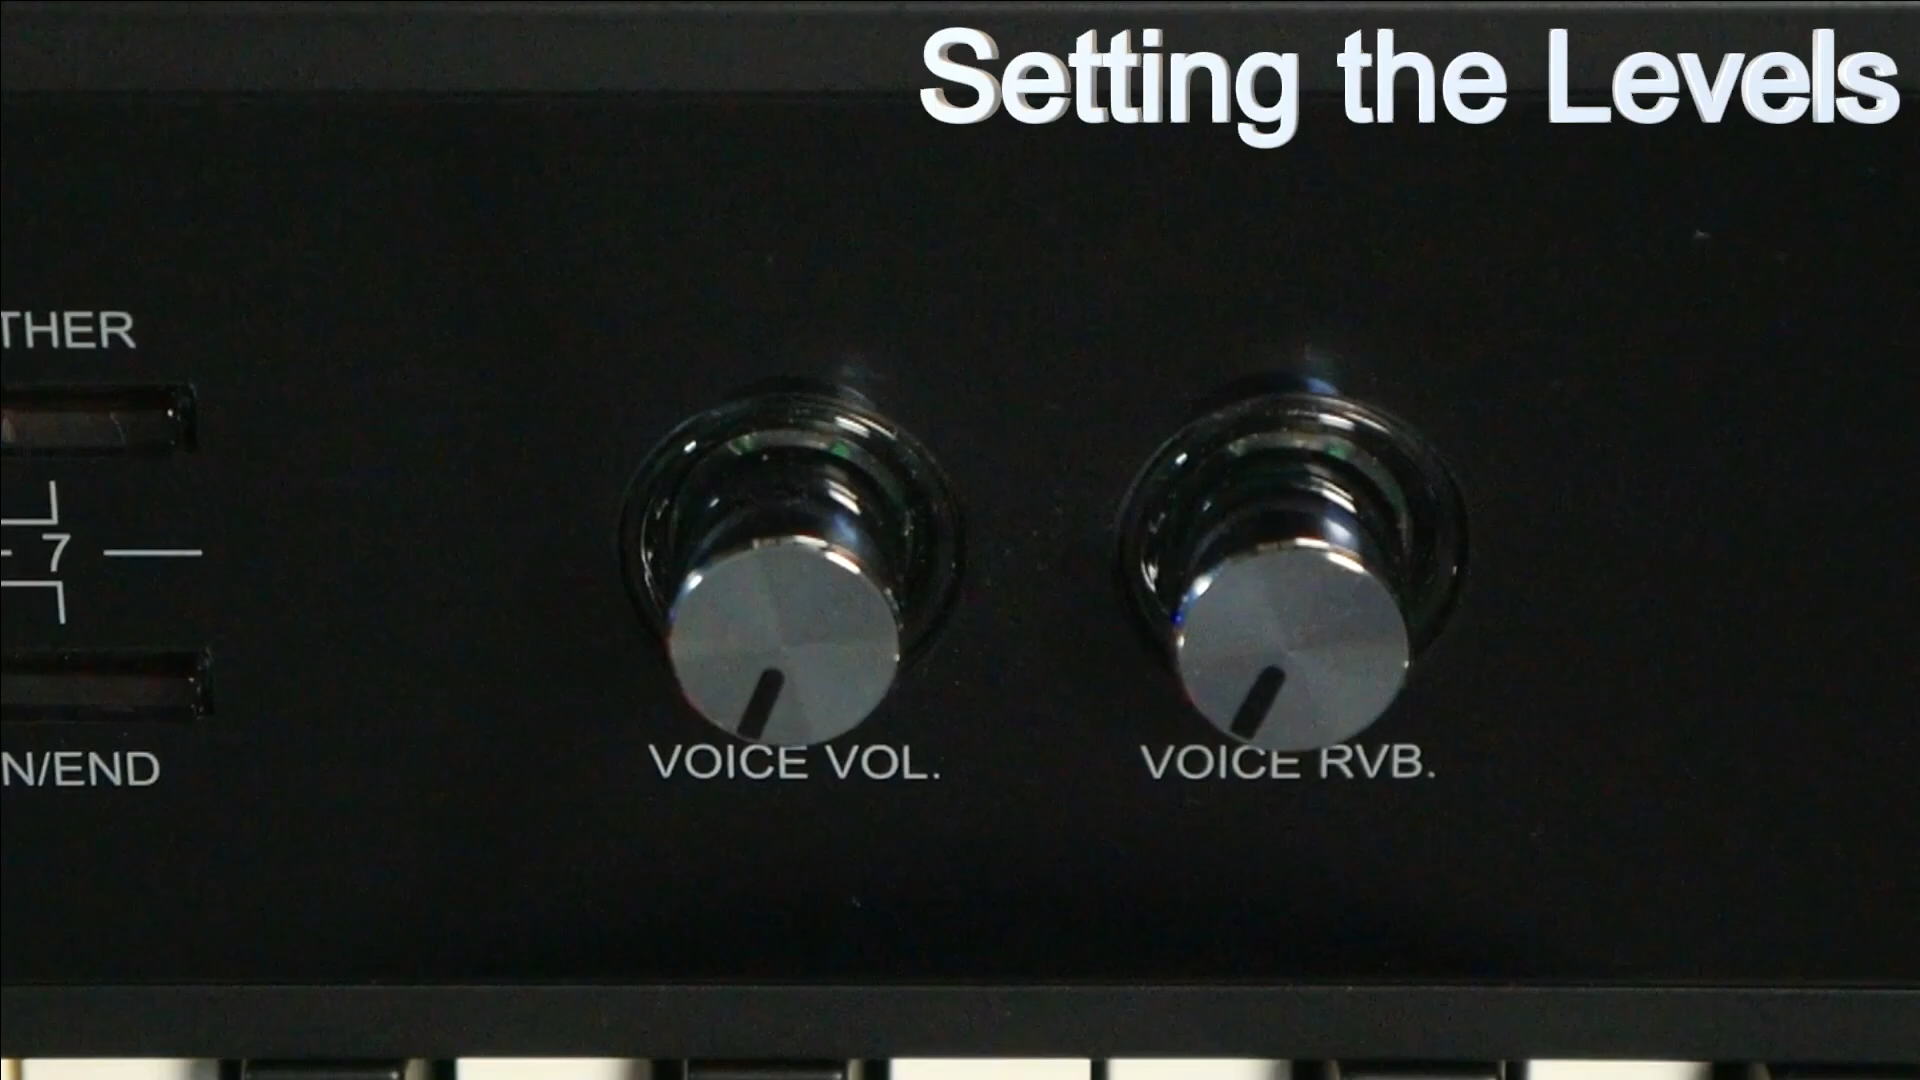 Setting the Levels
THER
7
N/END
VOICE VOL.
VOICE RVB.